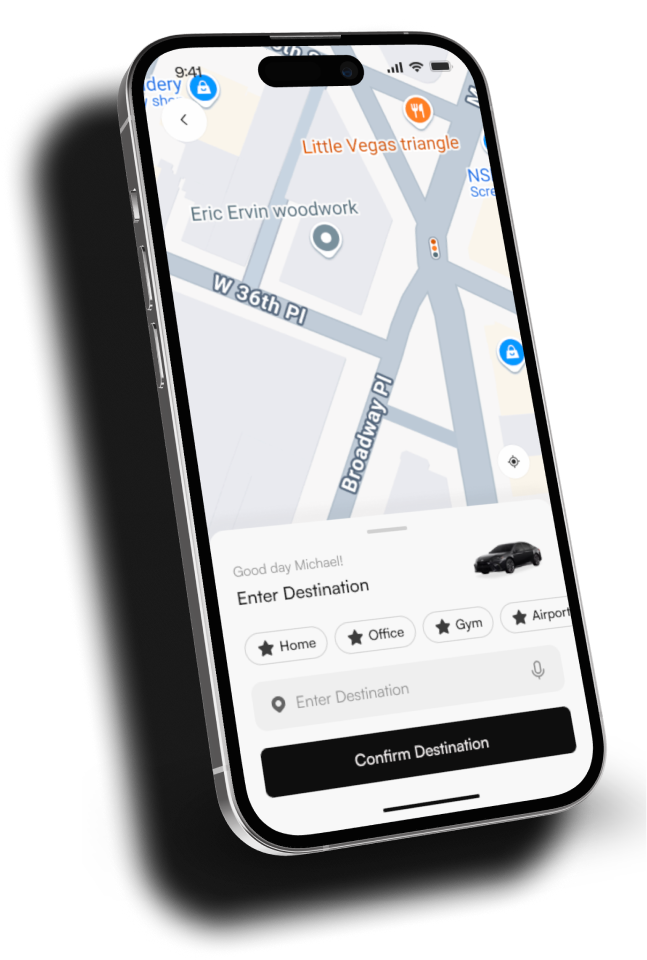 9:41
dery
Little Vegas triangle
NS
Scre
Eric Ervin woodwork
W 36th Pl
Broadway Pl
Good day Michael!
Enter Destination
Home
Office
Gym
Airport
Enter Destination
Confirm Destination